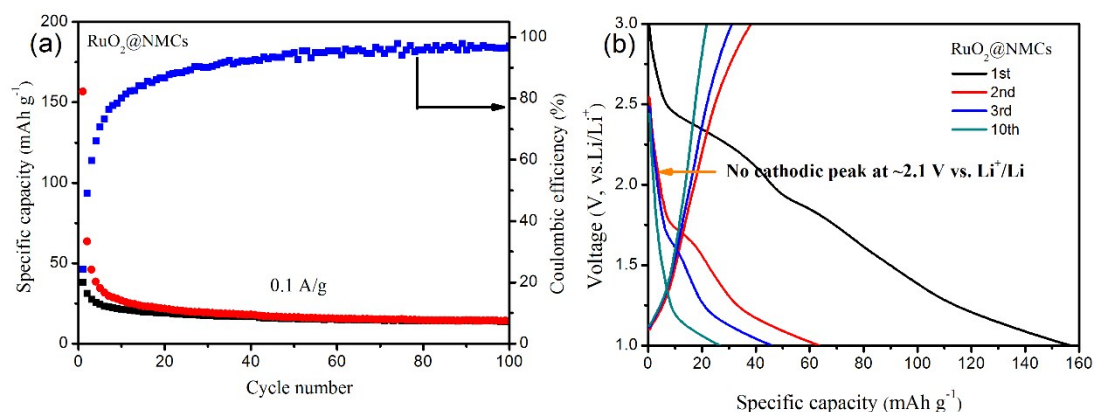 (a)
RuO2@NMCs
0.1 A/g
Specific capacity (mAh g-1)
200
150
100
50
25
0
0 20 40 60 80 100
Cycle number
100
80
60
40
20
0
Coulombic efficiency (%)
(b)
RuO2@NMCs
1st
2nd
3rd
10th
No cathodic peak at ~2.1 V vs. Li+/Li
Voltage (V, vs.Li/Li+)
3.0
2.5
2.0
1.5
1.0
0 20 40 60 80 100 120 140 160
Specific capacity (mAh g-1)